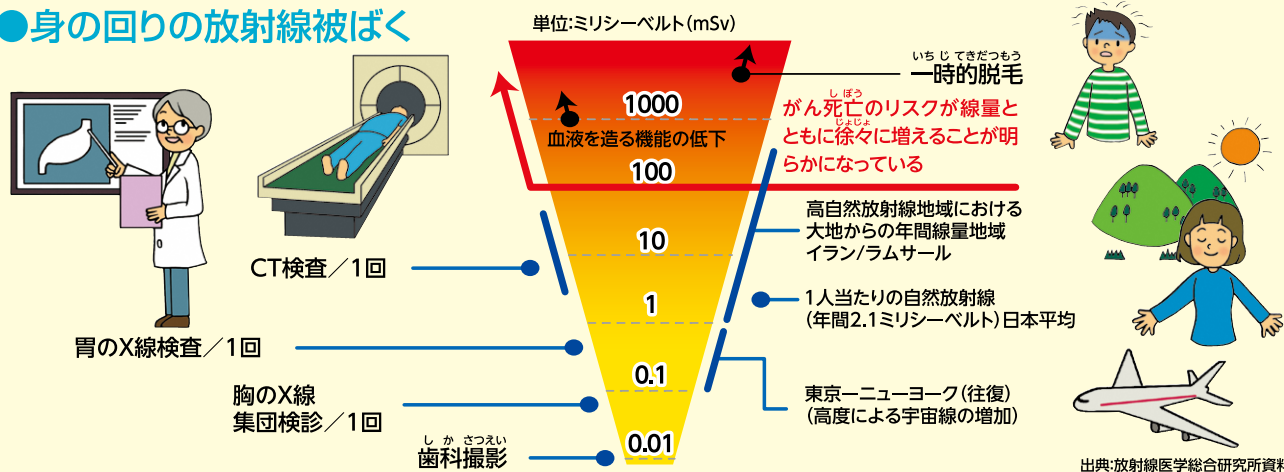 ●身の回りの放射線被ばく
単位:ミリシーベルト(mSv)
いちじてきだつもう
一時的脱毛
1000
血液を造る機能の低下
しぼう
がん死亡のリスクが線量と
じょじょ
ともに徐々に増えることが明
らかになっている
100
高自然放射線地域における
大地からの年間線量地域
イラン/ラムサール
10
CT検査/1回
1
1人当たりの自然放射線
(年間2.1ミリシーベルト)日本平均
胃のX線検査/1回
0.1
胸のX線
集団検診/1回
東京ーニューヨーク(往復)
(高度による宇宙線の増加)
0.01
しかさつえい
歯科撮影
出典:放射線医学総合研究所資料